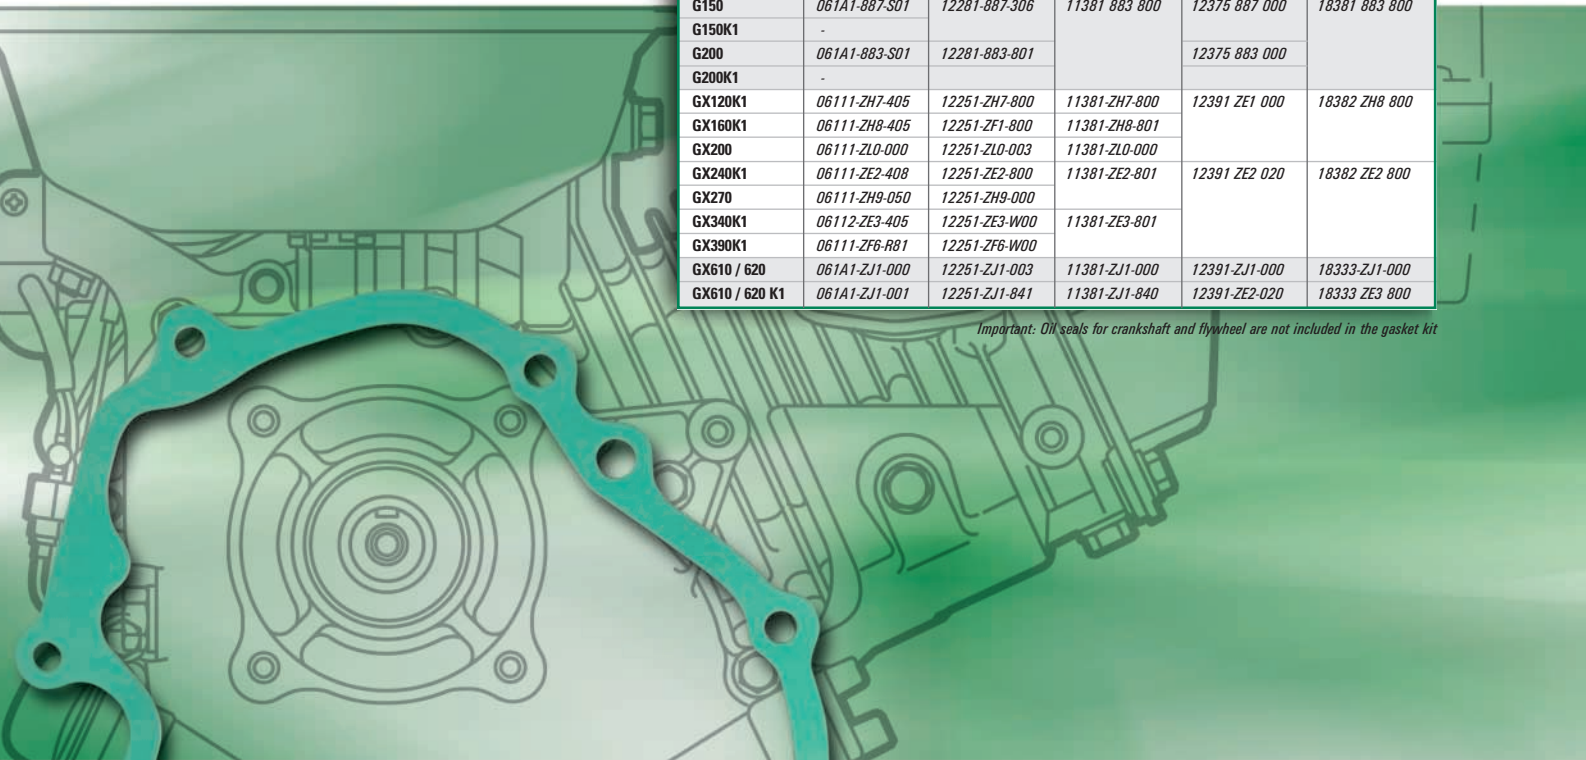 G150 061A1-887-S01 12281-887-306 11381 883 800 12375 887 000 18381 883 800
G150K1 -
G200 061A1-883-S01 12281-883-801 12375 883 000
G200K1 -
GX120K1 06111-ZH7-405 12251-ZH7-800 11381-ZH7-800 12391 ZE1 000 18382 ZH8 800
GX160K1 06111-ZH8-405 12251-ZF1-800 11381-ZH8-801
GX200 06111-ZL0-000 12251-ZL0-003 11381-ZL0-000
GX240K1 06111-ZE2-408 12251-ZE2-800 11381-ZE2-801 12391 ZE2 020 18382 ZE2 800
GX270 06111-ZH9-050 12251-ZH9-000
GX340K1 06112-ZE3-405 12251-ZE3-W00 11381-ZE3-801
GX390K1 06111-ZF6-R81 12251-ZF6-W00
GX610 / 620 061A1-ZJ1-000 12251-ZJ1-003 11381-ZJ1-000 12391-ZJ1-000 18333-ZJ1-000
GX610 / 620 K1 061A1-ZJ1-001 12251-ZJ1-841 11381-ZJ1-840 12391-ZE2-020 18333 ZE3 800
Important: Oil seals for crankshaft and flywheel are not included in the gasket kit